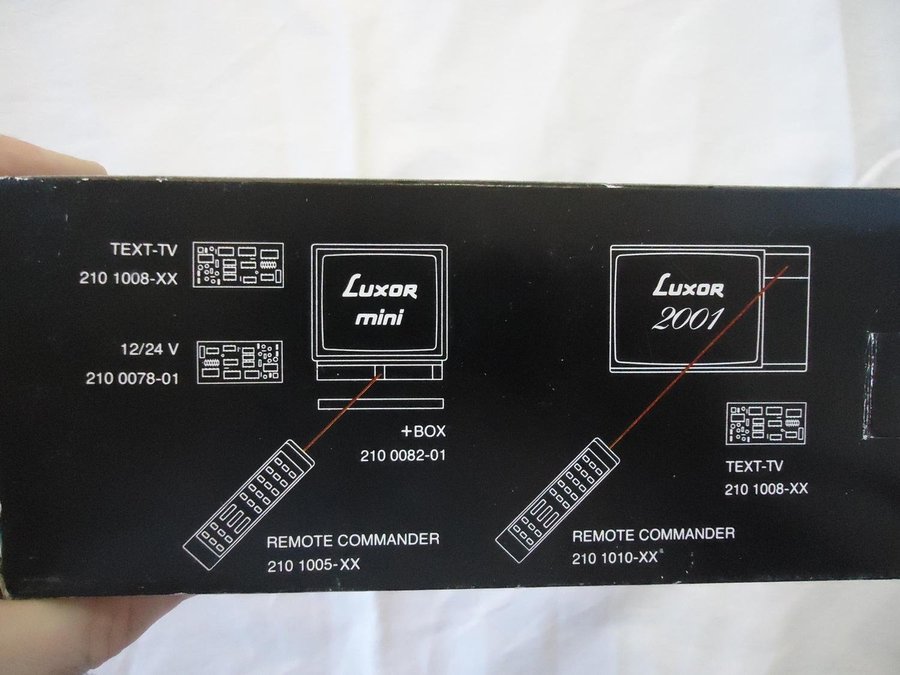 TEXT-TV
210 1008-XX
12/24 V
210 0078-01
LUXOR
mini
+BOX
210 0082-01
REMOTE COMMANDER
210 1005-XX
LUXOR
2001
TEXT-TV
210 1008-XX
REMOTE COMMANDER
210 1010-XX